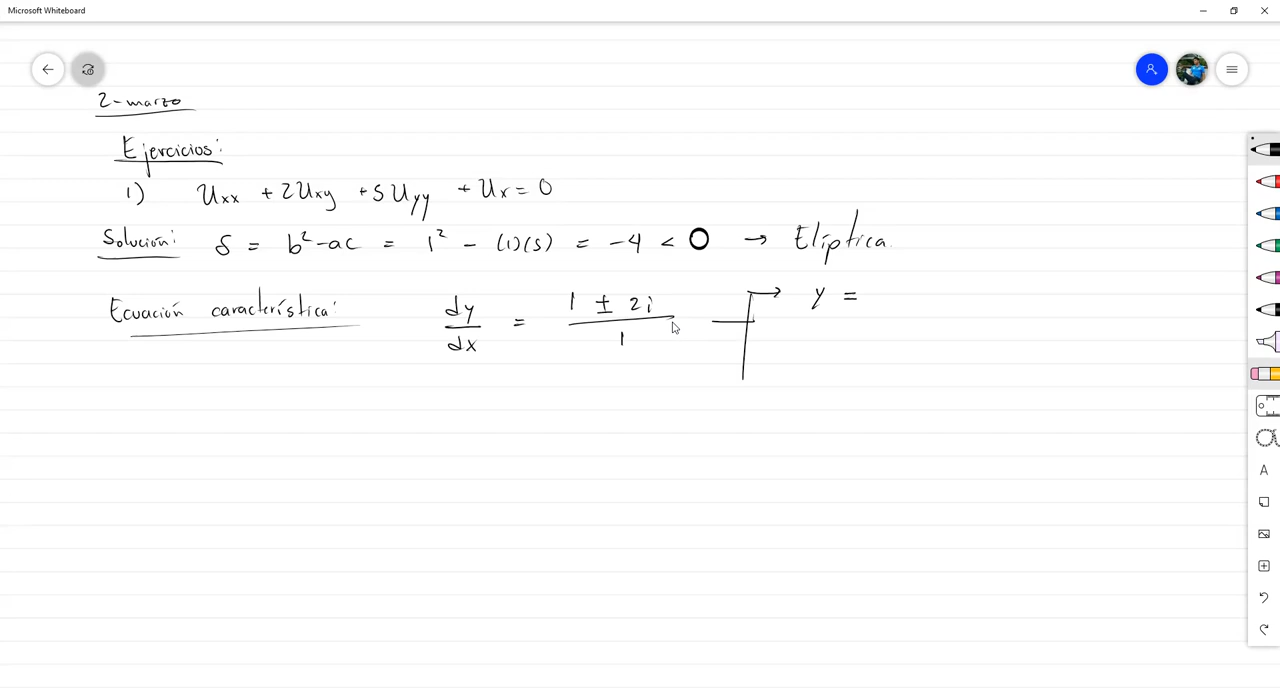 Microsoft Whiteboard
2-marzo
Ejercicios:
1) Uxx + 2Uxy + 5Uyy + Ux = 0
Solución: δ = b² - ac = 1² - (1)(5) = -4 < 0 → Elíptica.
Ecuación característica: dy/dx = 1 ± 2i/1 → y =
A